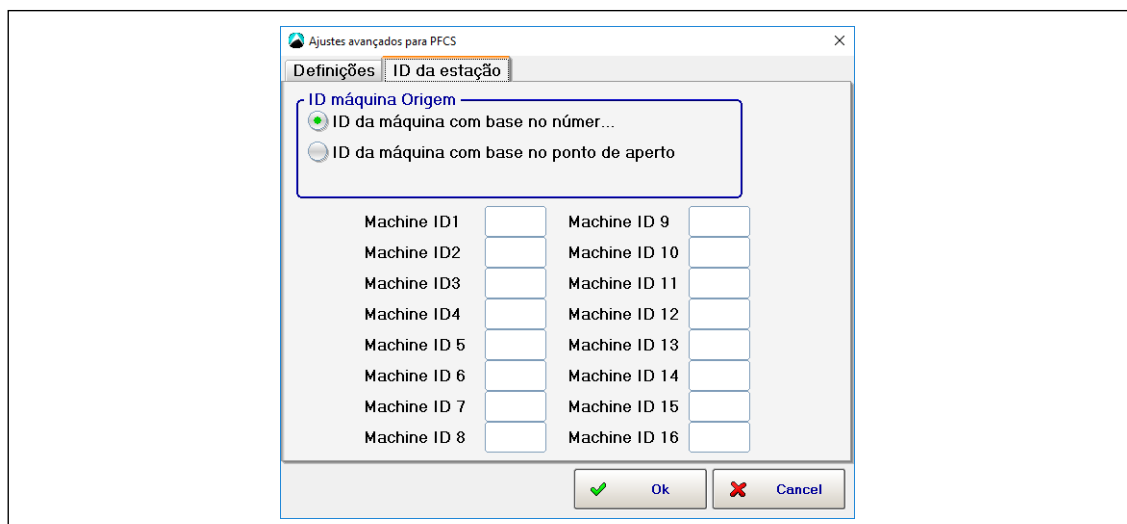 Ajustes avançados para PFCS
Definições ID da estação
ID máquina Origem
ID da máquina com base no númer...
ID da máquina com base no ponto de aperto
Machine ID1 Machine ID 9
Machine ID2 Machine ID 10
Machine ID3 Machine ID 11
Machine ID4 Machine ID 12
Machine ID 5 Machine ID 13
Machine ID 6 Machine ID 14
Machine ID 7 Machine ID 15
Machine ID 8 Machine ID 16
Ok Cancel